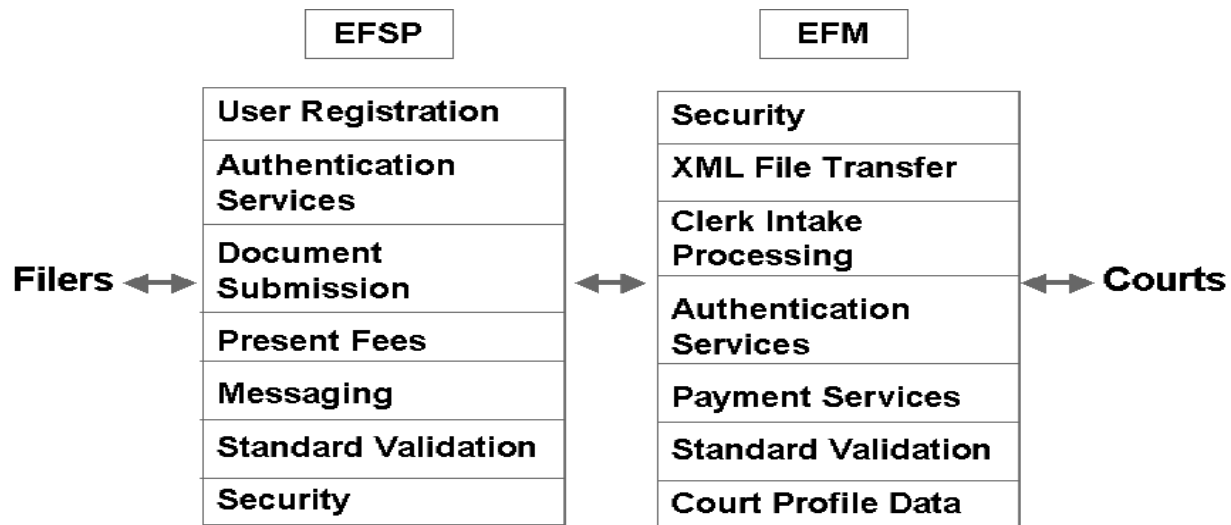 EFSP
EFM
User Registration
Authentication
Services
Document
Submission
Present Fees
Messaging
Standard Validation
Security
Security
XML File Transfer
Clerk Intake
Processing
Authentication
Services
Payment Services
Standard Validation
Court Profile Data
Filers
Courts